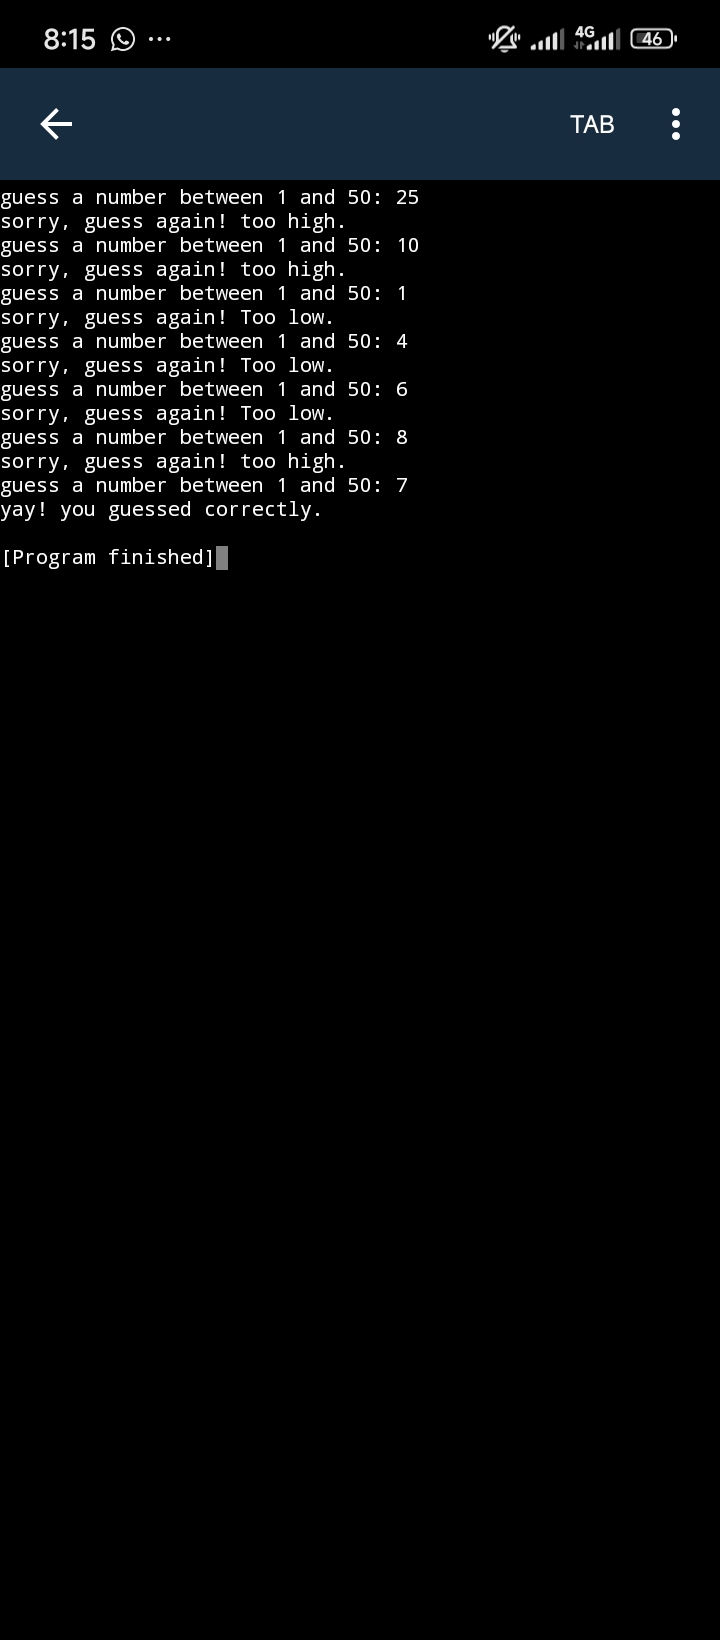 8:15 ... 4G 46
TAB
guess a number between 1 and 50: 25
sorry, guess again! too high.
guess a number between 1 and 50: 10
sorry, guess again! too high.
guess a number between 1 and 50: 1
sorry, guess again! Too low.
guess a number between 1 and 50: 4
sorry, guess again! Too low.
guess a number between 1 and 50: 6
sorry, guess again! Too low.
guess a number between 1 and 50: 8
sorry, guess again! too high.
guess a number between 1 and 50: 7
yay! you guessed correctly.
[Program finished]